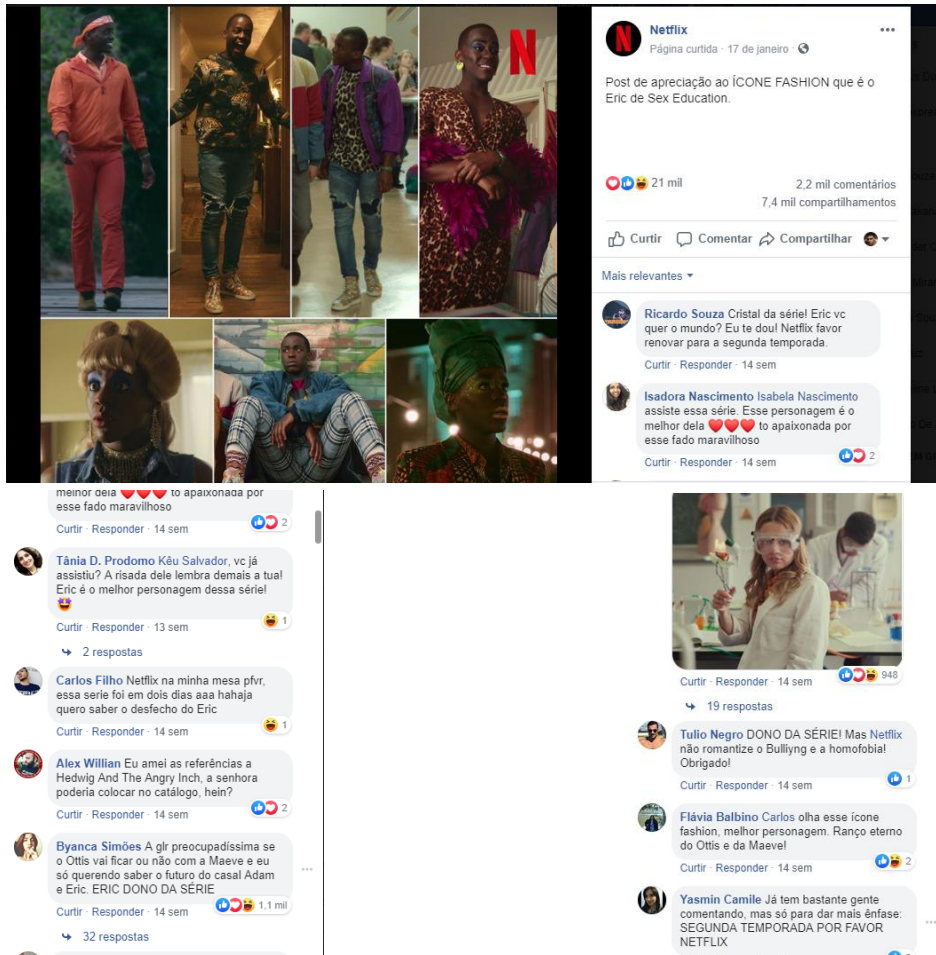 Netflix
Página curtida · 17 de janeiro ·
Post de apreciação ao ÍCONE FASHION que é o
Eric de Sex Education.
21 mil
2,2 mil comentários
7,4 mil compartilhamentos
Curtir Comentar Compartilhar
Mais relevantes
Ricardo Souza Cristal da série! Eric vc
quer o mundo? Eu te dou! Netflix favor
renovar para a segunda temporada.
Curtir · Responder · 14 sem
Isadora Nascimento Isabela Nascimento
assiste essa série. Esse personagem é o
melhor dela ❤❤❤ to apaixonada por
esse fado maravilhoso
2
Curtir · Responder · 14 sem
melhor dela ❤❤❤ to apaixonada por
esse fado maravilhoso
2
Curtir · Responder · 14 sem
Tânia D. Prodomo Kêu Salvador, vc já
assistiu? A risada dele lembra demais a tua!
Eric é o melhor personagem dessa série!
🤩
1
Curtir · Responder · 13 sem
2 respostas
Carlos Filho Netflix na minha mesa pfvr,
essa serie foi em dois dias aaa hahaja
quero saber o desfecho do Eric
1
Curtir · Responder · 14 sem
Alex Willian Eu amei as referências a
Hedwig And The Angry Inch, a senhora
poderia colocar no catálogo, hein?
2
Curtir · Responder · 14 sem
Byanca Simões A glr preocupadíssima se
o Ottis vai ficar ou não com a Maeve e eu
só querendo saber o futuro do casal Adam
e Eric. ERIC DONO DA SÉRIE
1,1 mil
Curtir · Responder · 14 sem
32 respostas
948
Curtir · Responder · 14 sem
19 respostas
Tulio Negro DONO DA SÉRIE! Mas Netflix
não romantize o Bulliyng e a homofobia!
Obrigado!
1
Curtir · Responder · 14 sem
Flávia Balbino Carlos olha esse ícone
fashion, melhor personagem. Ranço eterno
do Ottis e da Maeve!
2
Curtir · Responder · 14 sem
Yasmin Camile Já tem bastante gente
comentando, mas só para dar mais ênfase:
SEGUNDA TEMPORADA POR FAVOR
NETFLIX